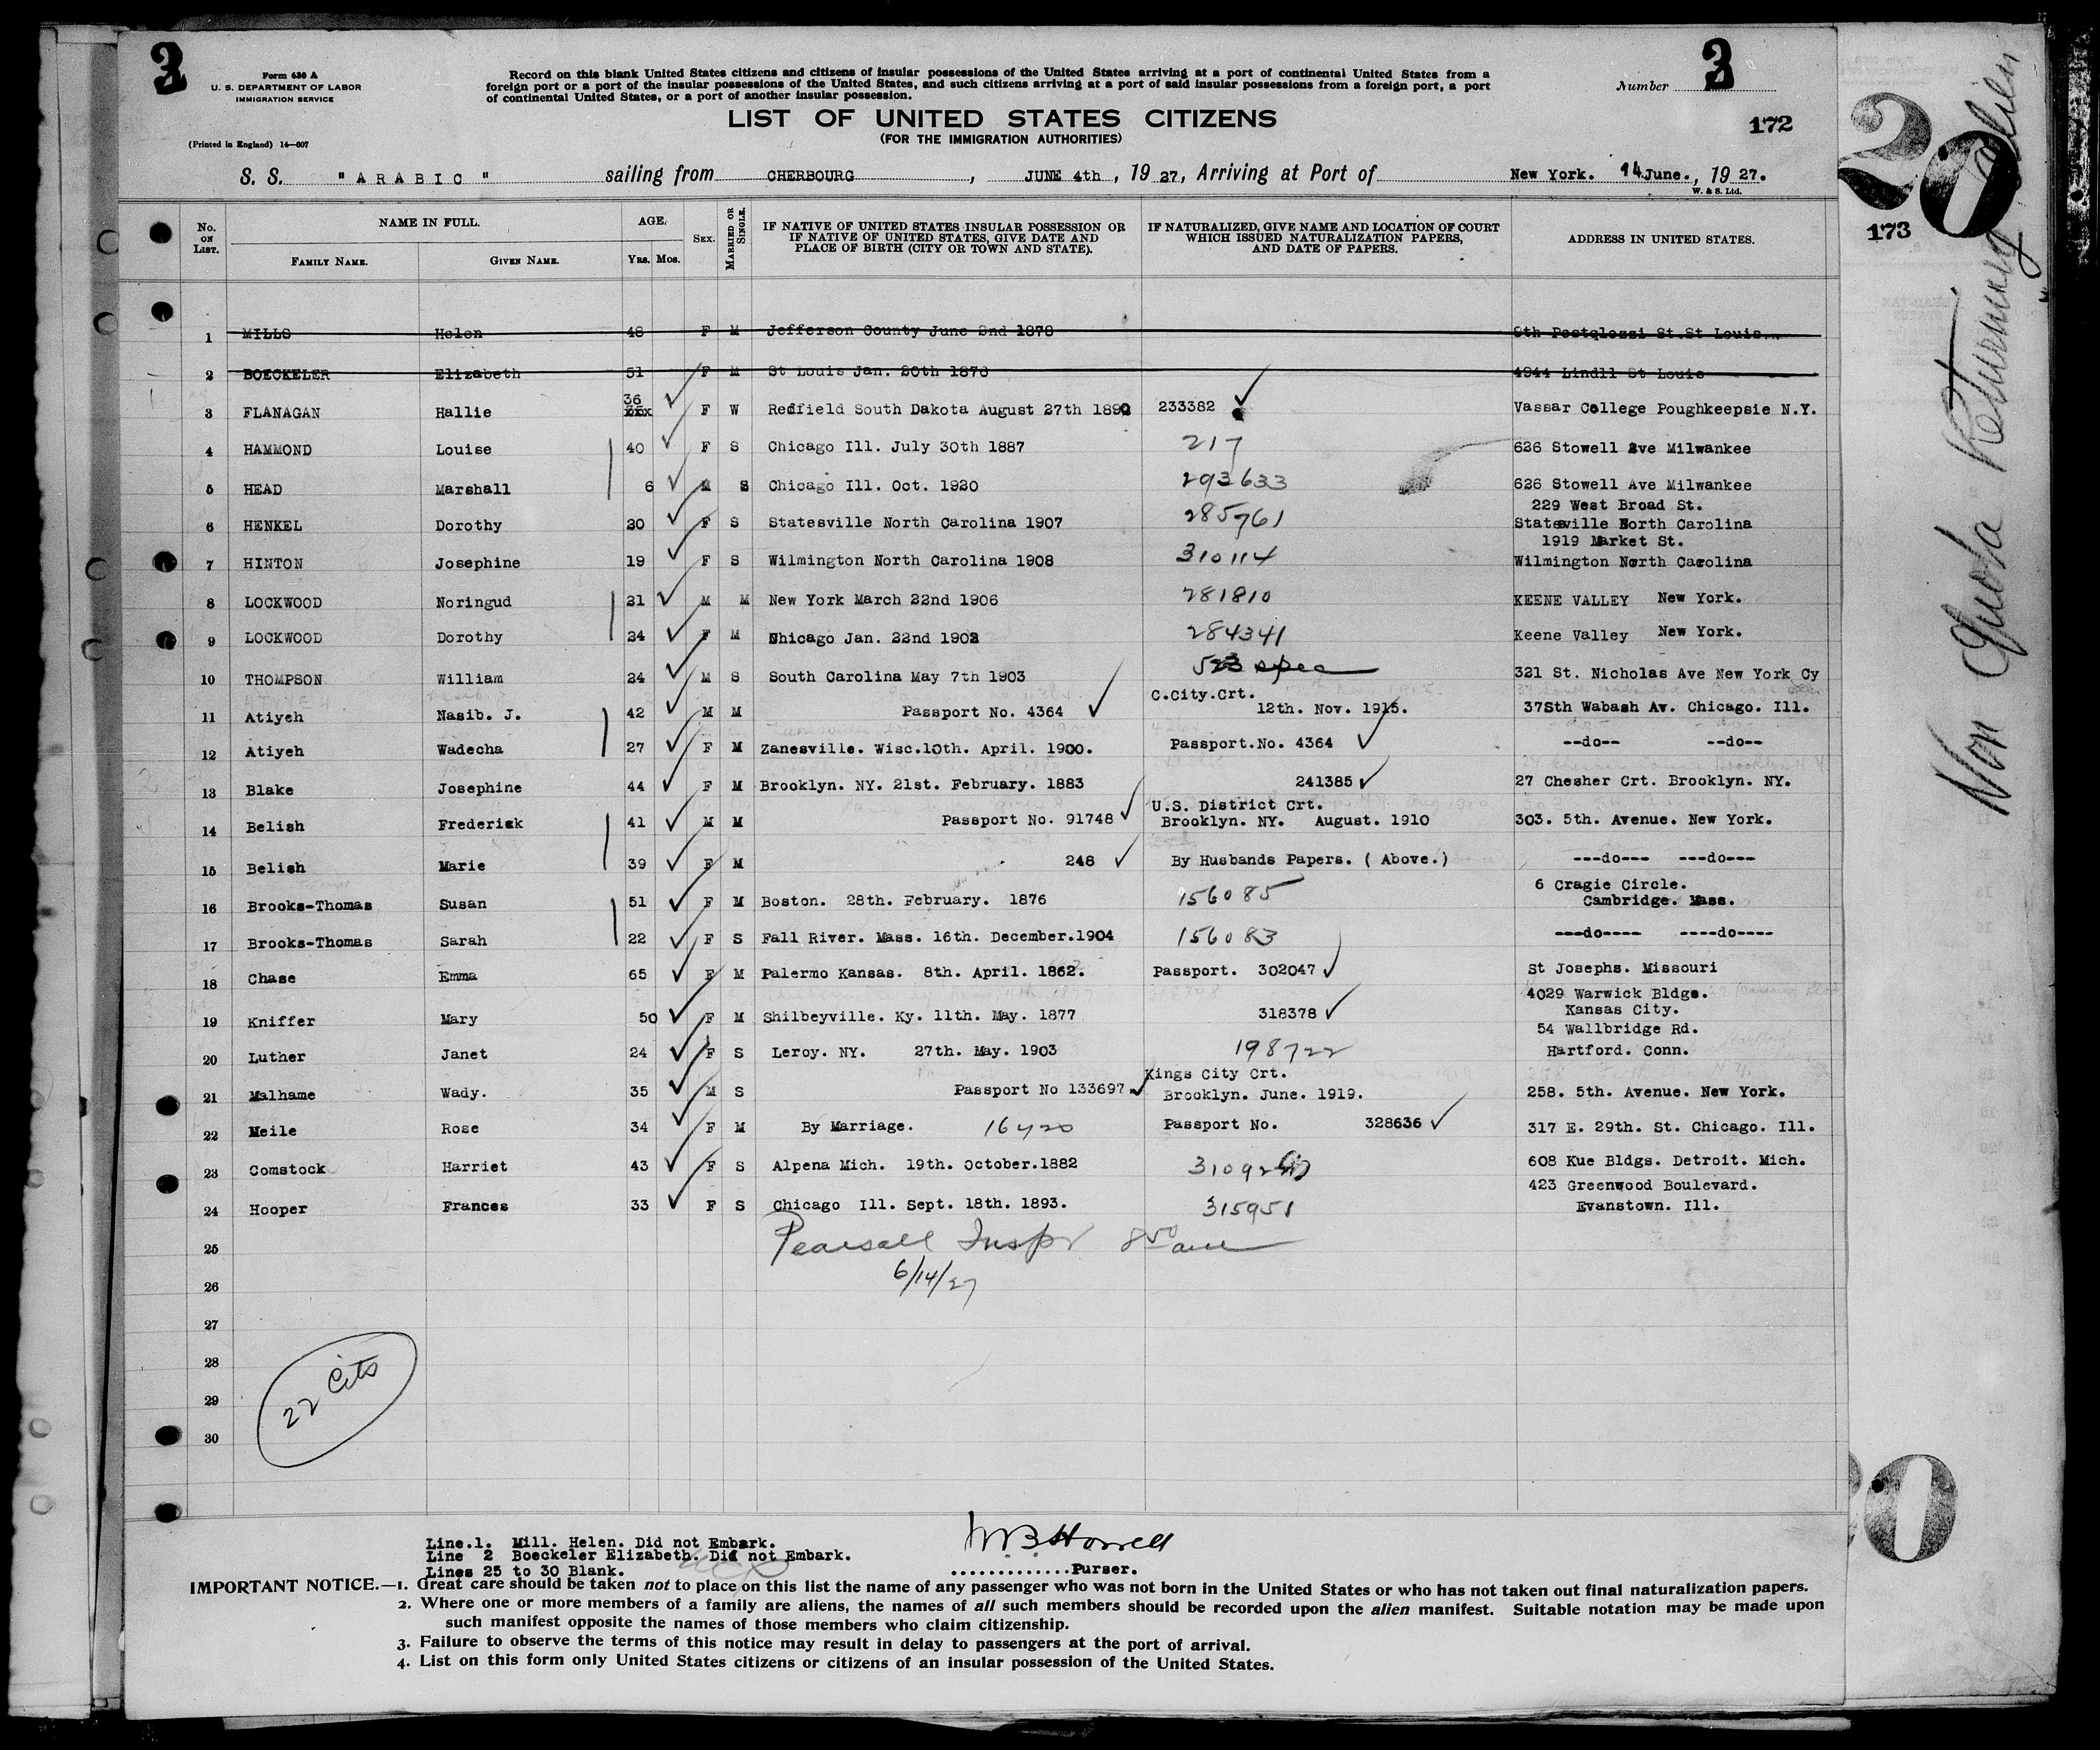 3
Form 630 A
U. S. DEPARTMENT OF LABOR
IMMIGRATION SERVICE
(Printed in England) 14—607
Record on this blank United States citizens and citizens of insular possessions of the United States arriving at a port of continental United States from a
foreign port or a port of the insular possessions of the United States, and such citizens arriving at a port of said insular possessions from a foreign port, a port
of continental United States, or a port of another insular possession.
Number 3
LIST OF UNITED STATES CITIZENS
(FOR THE IMMIGRATION AUTHORITIES)
172
S. S. "ARABIC" sailing from CHERBOURG, JUNE 4th, 1927, Arriving at Port of New York. 14 June., 1927.
W. & S. Ltd.
No. ON LIST. NAME IN FULL. FAMILY NAME. GIVEN NAME. AGE. YRS. MOS. SEX. MARRIED OR SINGLE. IF NATIVE OF UNITED STATES INSULAR POSSESSION OR IF NATIVE OF UNITED STATES, GIVE DATE AND PLACE OF BIRTH (CITY OR TOWN AND STATE). IF NATURALIZED, GIVE NAME AND LOCATION OF COURT WHICH ISSUED NATURALIZATION PAPERS, AND DATE OF PAPERS. ADDRESS IN UNITED STATES.
1 MILLS Helen 48 F M Jefferson County June 2nd 1878 8th Pestqlozzi St.St Louis
2 BOECKELER Elizabeth 51 F M St Louis Jan. 20th 1876 4944 Lindll St Louis
3 FLANAGAN Hallie 36 F W Redfield South Dakota August 27th 1890 233382 Vassar College Poughkeepsie N.Y.
4 HAMMOND Louise 40 F S Chicago Ill. July 30th 1887 217 626 Stowell Ave Milwankee
5 HEAD Marshall 6 M S Chicago Ill. Oct. 1920 293633 626 Stowell Ave Milwankee
6 HENKEL Dorothy 20 F S Statesville North Carolina 1907 285761 229 West Broad St. Statesville North Carolina
7 HINTON Josephine 19 F S Wilmington North Carolina 1908 310114 1919 Market St. Wilmington North Carolina
8 LOCKWOOD Noringud 21 M M New York March 22nd 1906 281810 KEENE VALLEY New York.
9 LOCKWOOD Dorothy 24 F M Chicago Jan. 22nd 1902 284341 Keene Valley New York.
10 THOMPSON William 24 M S South Carolina May 7th 1903 523 spec 321 St. Nicholas Ave New York Cy
11 Atiyeh Nasib. J. 42 M M Passport No. 4364 C.City.Crt. 12th. Nov. 1915. 37Sth Wabash Av. Chicago. Ill.
12 Atiyeh Wadecha 27 F M Zanesville. Wisc.10th. April. 1900. Passport.No. 4364 --do-- --do--
13 Blake Josephine 44 F M Brooklyn. NY. 21st. February. 1883 241385 27 Chesher Crt. Brooklyn. NY.
14 Belish Frederick 41 M M Passport No. 91748 U.S. District Crt. Brooklyn. NY. August. 1910 303. 5th. Avenue. New York.
15 Belish Marie 39 F M 248 By Husbands Papers. ( Above.) ---do--- ---do---
16 Brooks-Thomas Susan 51 F M Boston. 28th. February. 1876 156085 6 Cragie Circle. Cambridge. Mass.
17 Brooks-Thomas Sarah 22 F S Fall River. Mass. 16th. December.1904 156083 ---do---- ----do----
18 Chase Emma 65 F M Palermo Kansas. 8th. April. 1862. Passport. 302047 St Josephs. Missouri
19 Kniffer Mary 50 F M Shilbeyville. Ky. 11th. May. 1877 318378 4029 Warwick Bldgs. Kansas City.
20 Luther Janet 24 F S Leroy. NY. 27th. May. 1903 198722 54 Wallbridge Rd. Hartford. Conn.
21 Malhame Wady. 35 M S Passport No 133697 Kings City Crt. Brooklyn. June. 1919. 258. 5th. Avenue. New York.
22 Meile Rose 34 F M By Marriage. 16420 Passport No. 328636 317 E. 29th. St. Chicago. Ill.
23 Comstock Harriet 43 F S Alpena Mich. 19th. October.1882 31092 608 Kue Bldgs. Detroit. Mich.
24 Hooper Frances 33 F S Chicago Ill. Sept. 18th. 1893. 315951 423 Greenwood Boulevard. Evanstown. Ill.
25 Pearsall Inspr 8 50 am
26 6/14/27
27
28
29
30
22 Cits
Line.1. Mill. Helen. Did not Embark.
Line 2 Boeckeler Elizabeth. Did not Embark.
Lines 25 to 30 Blank.
.............Purser.
IMPORTANT NOTICE.—1. Great care should be taken not to place on this list the name of any passenger who was not born in the United States or who has not taken out final naturalization papers.
2. Where one or more members of a family are aliens, the names of all such members should be recorded upon the alien manifest. Suitable notation may be made upon
such manifest opposite the names of those members who claim citizenship.
3. Failure to observe the terms of this notice may result in delay to passengers at the port of arrival.
4. List on this form only United States citizens or citizens of an insular possession of the United States.
20
173
Non Quota Returning Alien
0